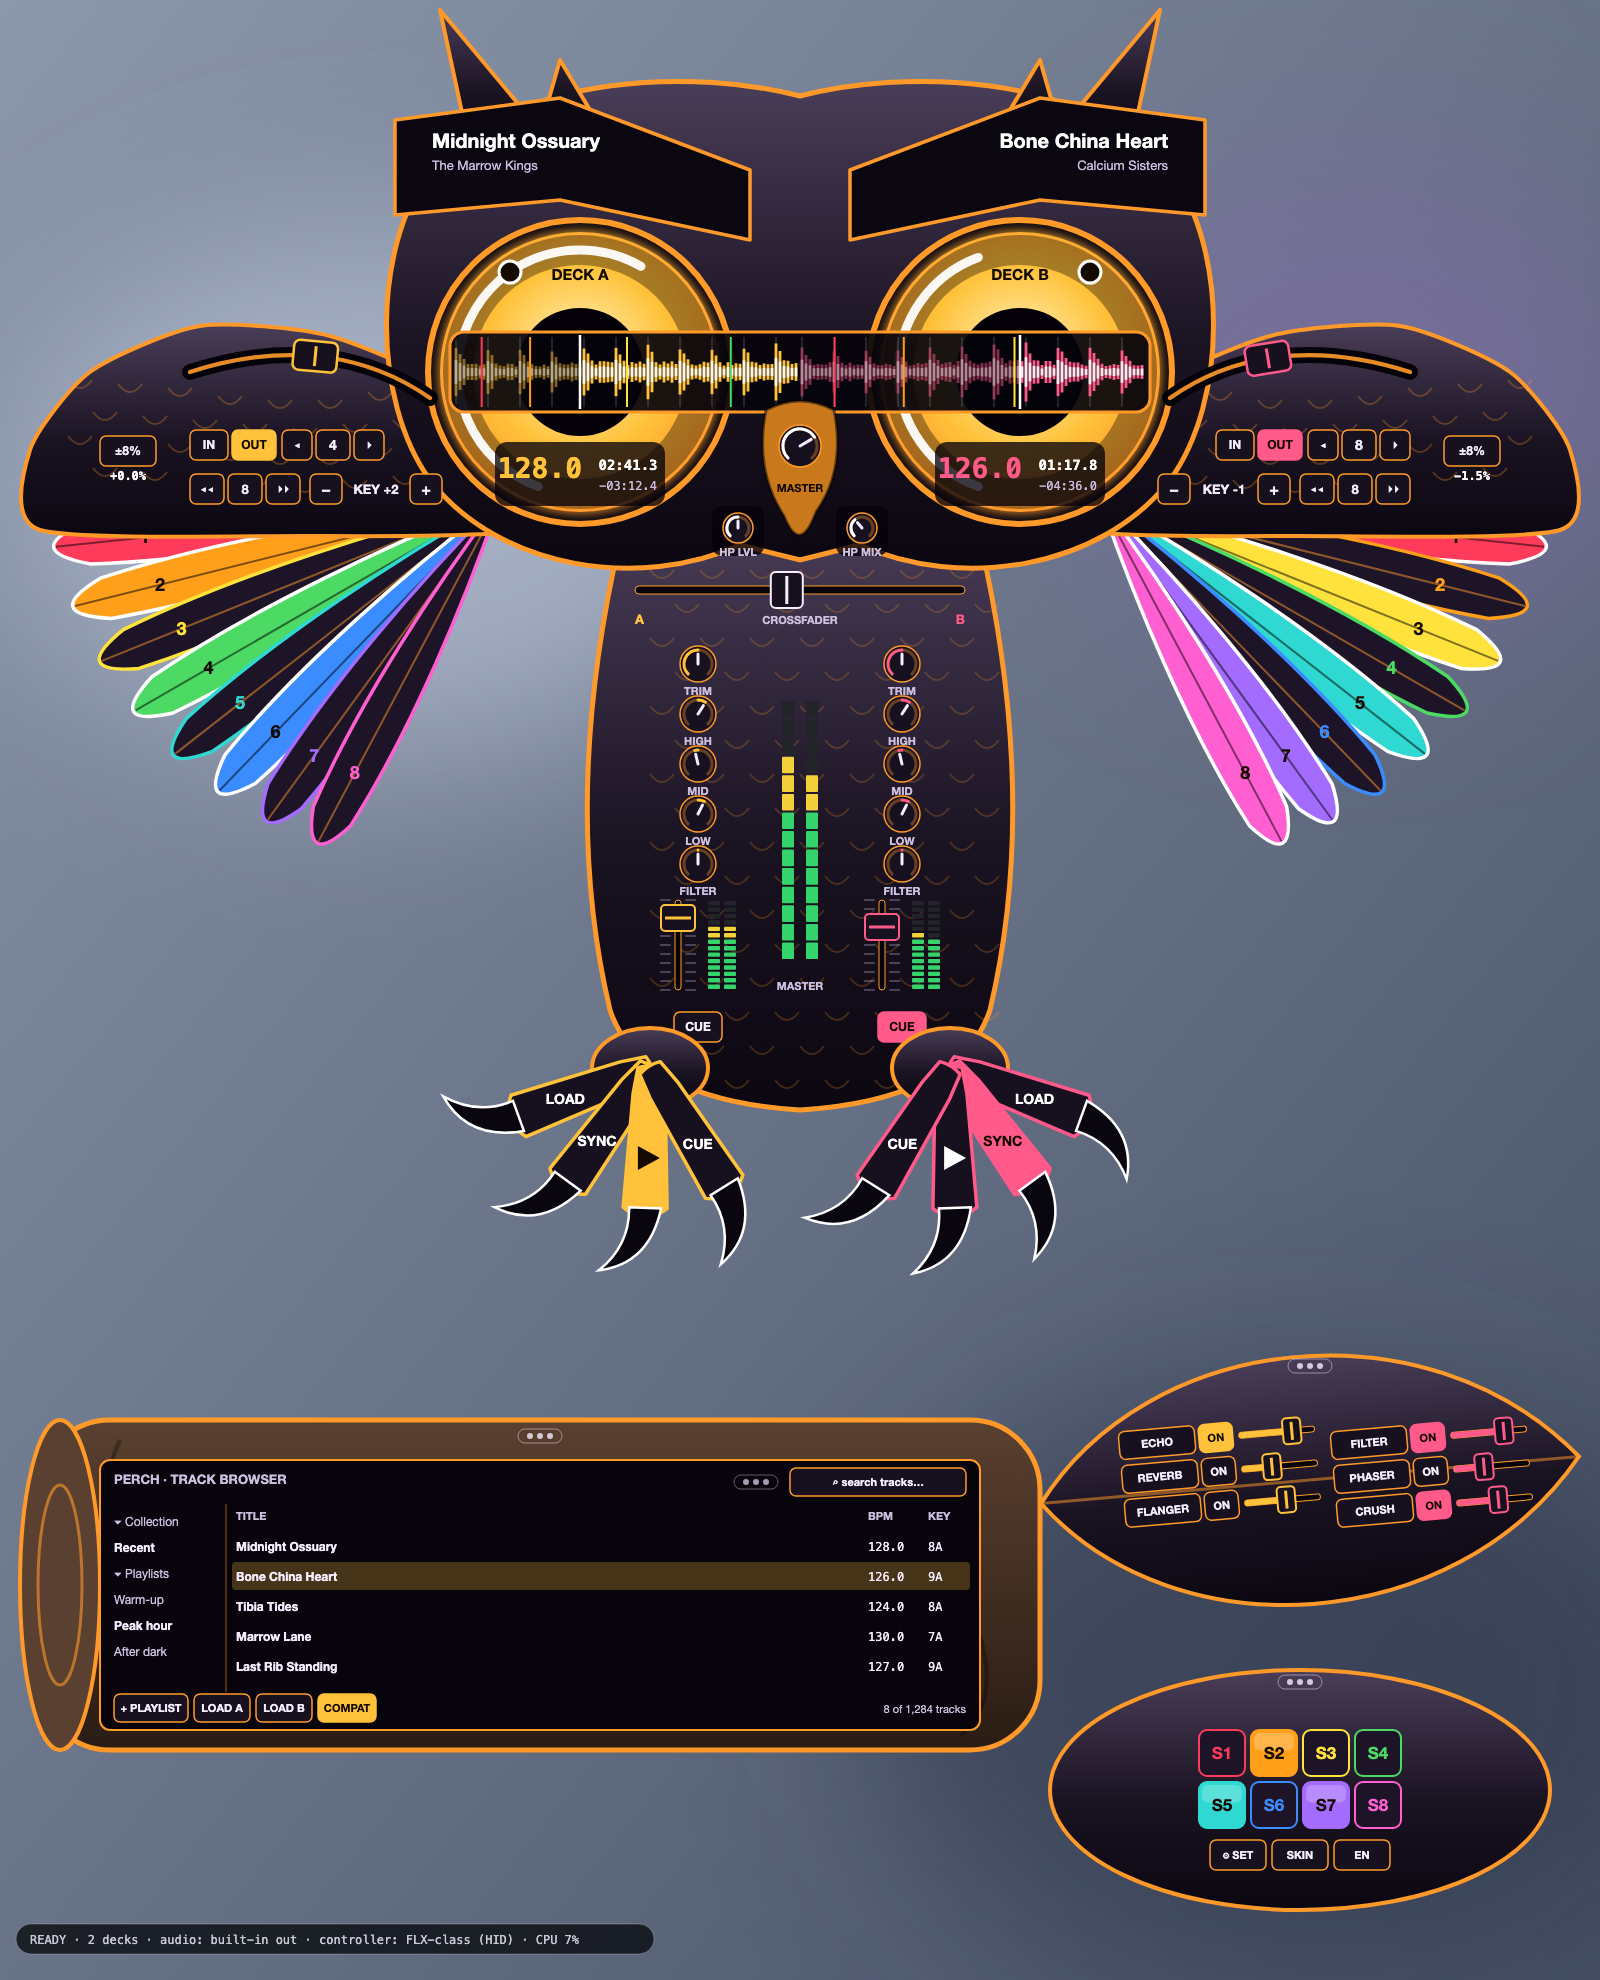 Midnight Ossuary
The Marrow Kings
Bone China Heart
Calcium Sisters
DECK A
DECK B
128.0 02:41.3
−03:12.4
126.0 01:17.8
−04:36.0
MASTER
HP LVL
HP MIX
±8%
+0.0%
IN OUT 4
8 − KEY +2 +
IN OUT 8
− KEY -1 + 8
±8%
−1.5%
2
3
4
5
6
7
8
2
3
4
5
6
7
8
A CROSSFADER B
TRIM
HIGH
MID
LOW
FILTER
TRIM
HIGH
MID
LOW
FILTER
MASTER
CUE
CUE
LOAD
SYNC
CUE
CUE
SYNC
LOAD
PERCH · TRACK BROWSER
search tracks...
Collection
Recent
Playlists
Warm-up
Peak hour
After dark
TITLE BPM KEY
Midnight Ossuary 128.0 8A
Bone China Heart 126.0 9A
Tibia Tides 124.0 8A
Marrow Lane 130.0 7A
Last Rib Standing 127.0 9A
+ PLAYLIST LOAD A LOAD B COMPAT
8 of 1,284 tracks
ECHO ON
REVERB ON
FLANGER ON
FILTER ON
PHASER ON
CRUSH ON
S1 S2 S3 S4
S5 S6 S7 S8
⚙ SET SKIN EN
READY · 2 decks · audio: built-in out · controller: FLX-class (HID) · CPU 7%